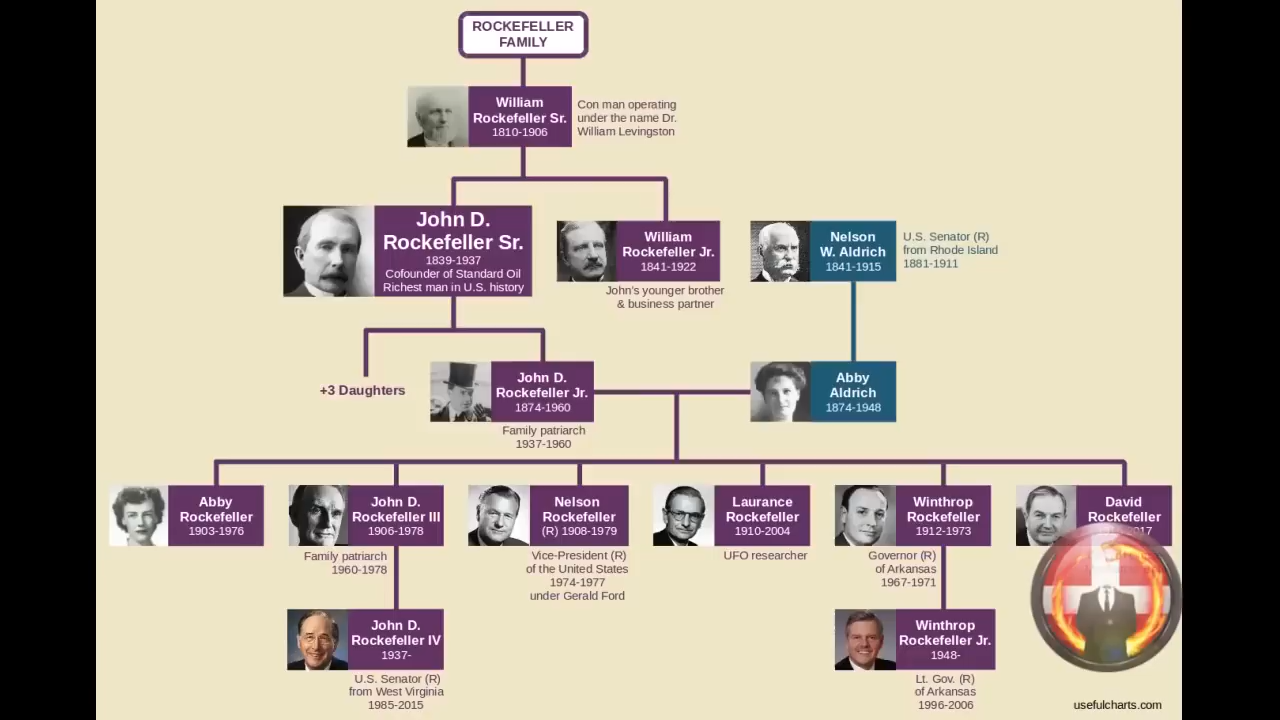 ROCKEFELLER
FAMILY
William
Rockefeller Sr.
1810-1906
Con man operating
under the name Dr.
William Levingston
John D.
Rockefeller Sr.
1839-1937
Cofounder of Standard Oil
Richest man in U.S. history
William
Rockefeller Jr.
1841-1922
John's younger brother
& business partner
Nelson
W. Aldrich
1841-1915
U.S. Senator (R)
from Rhode Island
1881-1911
+3 Daughters
John D.
Rockefeller Jr.
1874-1960
Family patriarch
1937-1960
Abby
Aldrich
1874-1948
Abby
Rockefeller
1903-1976
John D.
Rockefeller III
1906-1978
Family patriarch
1960-1978
Nelson
Rockefeller
(R) 1908-1979
Vice-President (R)
of the United States
1974-1977
under Gerald Ford
Laurance
Rockefeller
1910-2004
UFO researcher
Winthrop
Rockefeller
1912-1973
Governor (R)
of Arkansas
1967-1971
David
Rockefeller
John D.
Rockefeller IV
1937-
U.S. Senator (R)
from West Virginia
1985-2015
Winthrop
Rockefeller Jr.
1948-
Lt. Gov. (R)
of Arkansas
1996-2006
usefulcharts.com